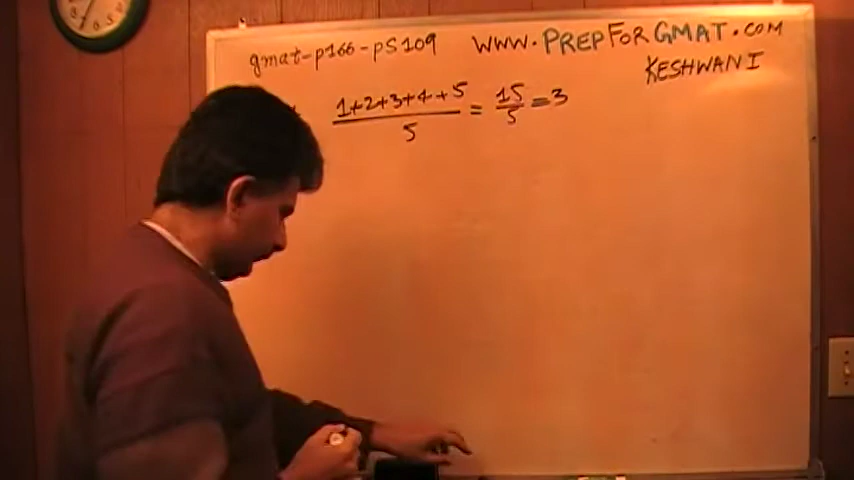 gmat-p166-pS109 www.PREPFORGMAT.COM
KESHWANI
1+2+3+4+5 / 5 = 15 / 5 = 3